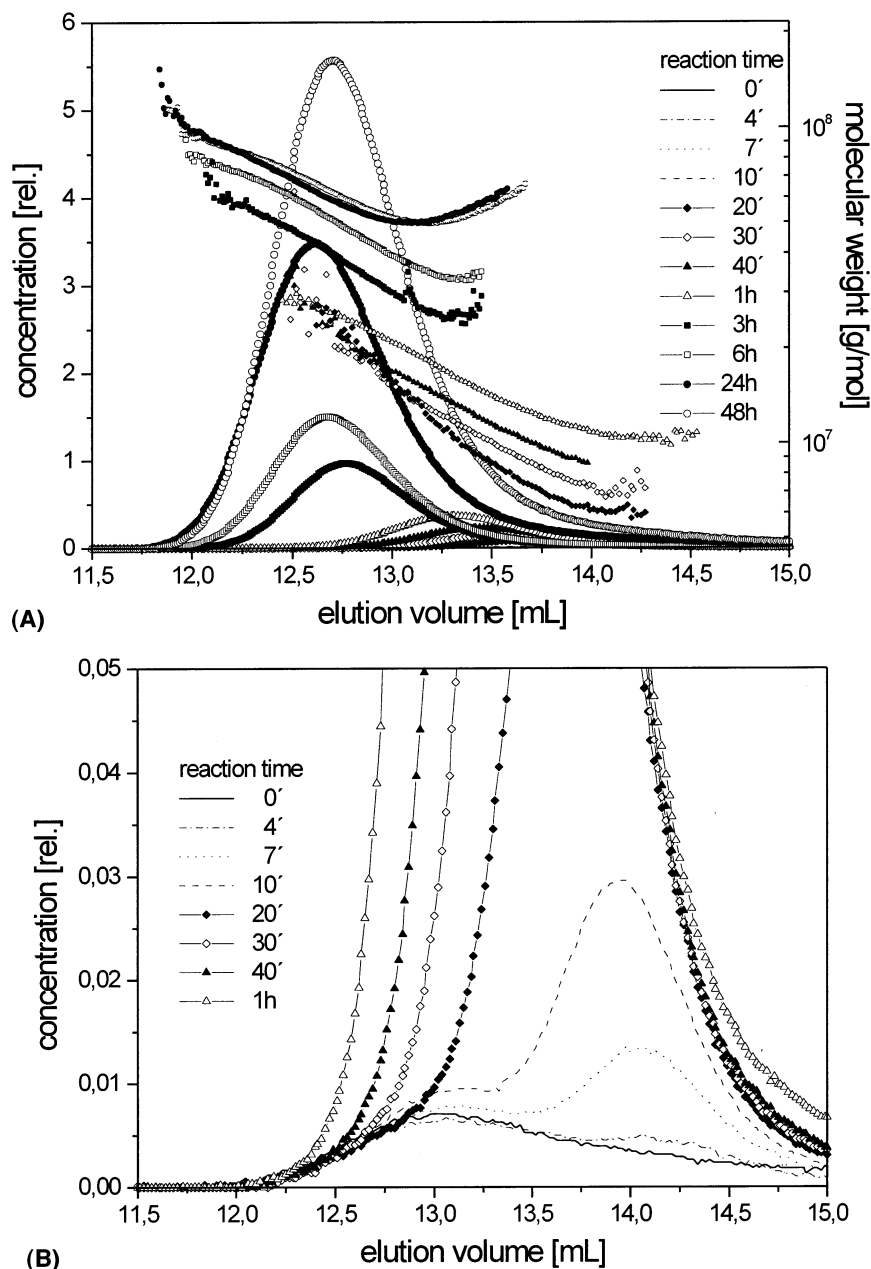 6
5
4
3
2
1
0
concentration [rel.]
11,5 12,0 12,5 13,0 13,5 14,0 14,5 15,0
elution volume [mL]
10⁸
10⁷
molecular weight [g/mol]
reaction time
0´
4´
7´
10´
20´
30´
40´
1h
3h
6h
24h
48h
(A)
0,05
0,04
0,03
0,02
0,01
0,00
concentration [rel.]
reaction time
0´
4´
7´
10´
20´
30´
40´
1h
11,5 12,0 12,5 13,0 13,5 14,0 14,5 15,0
elution volume [mL]
(B)